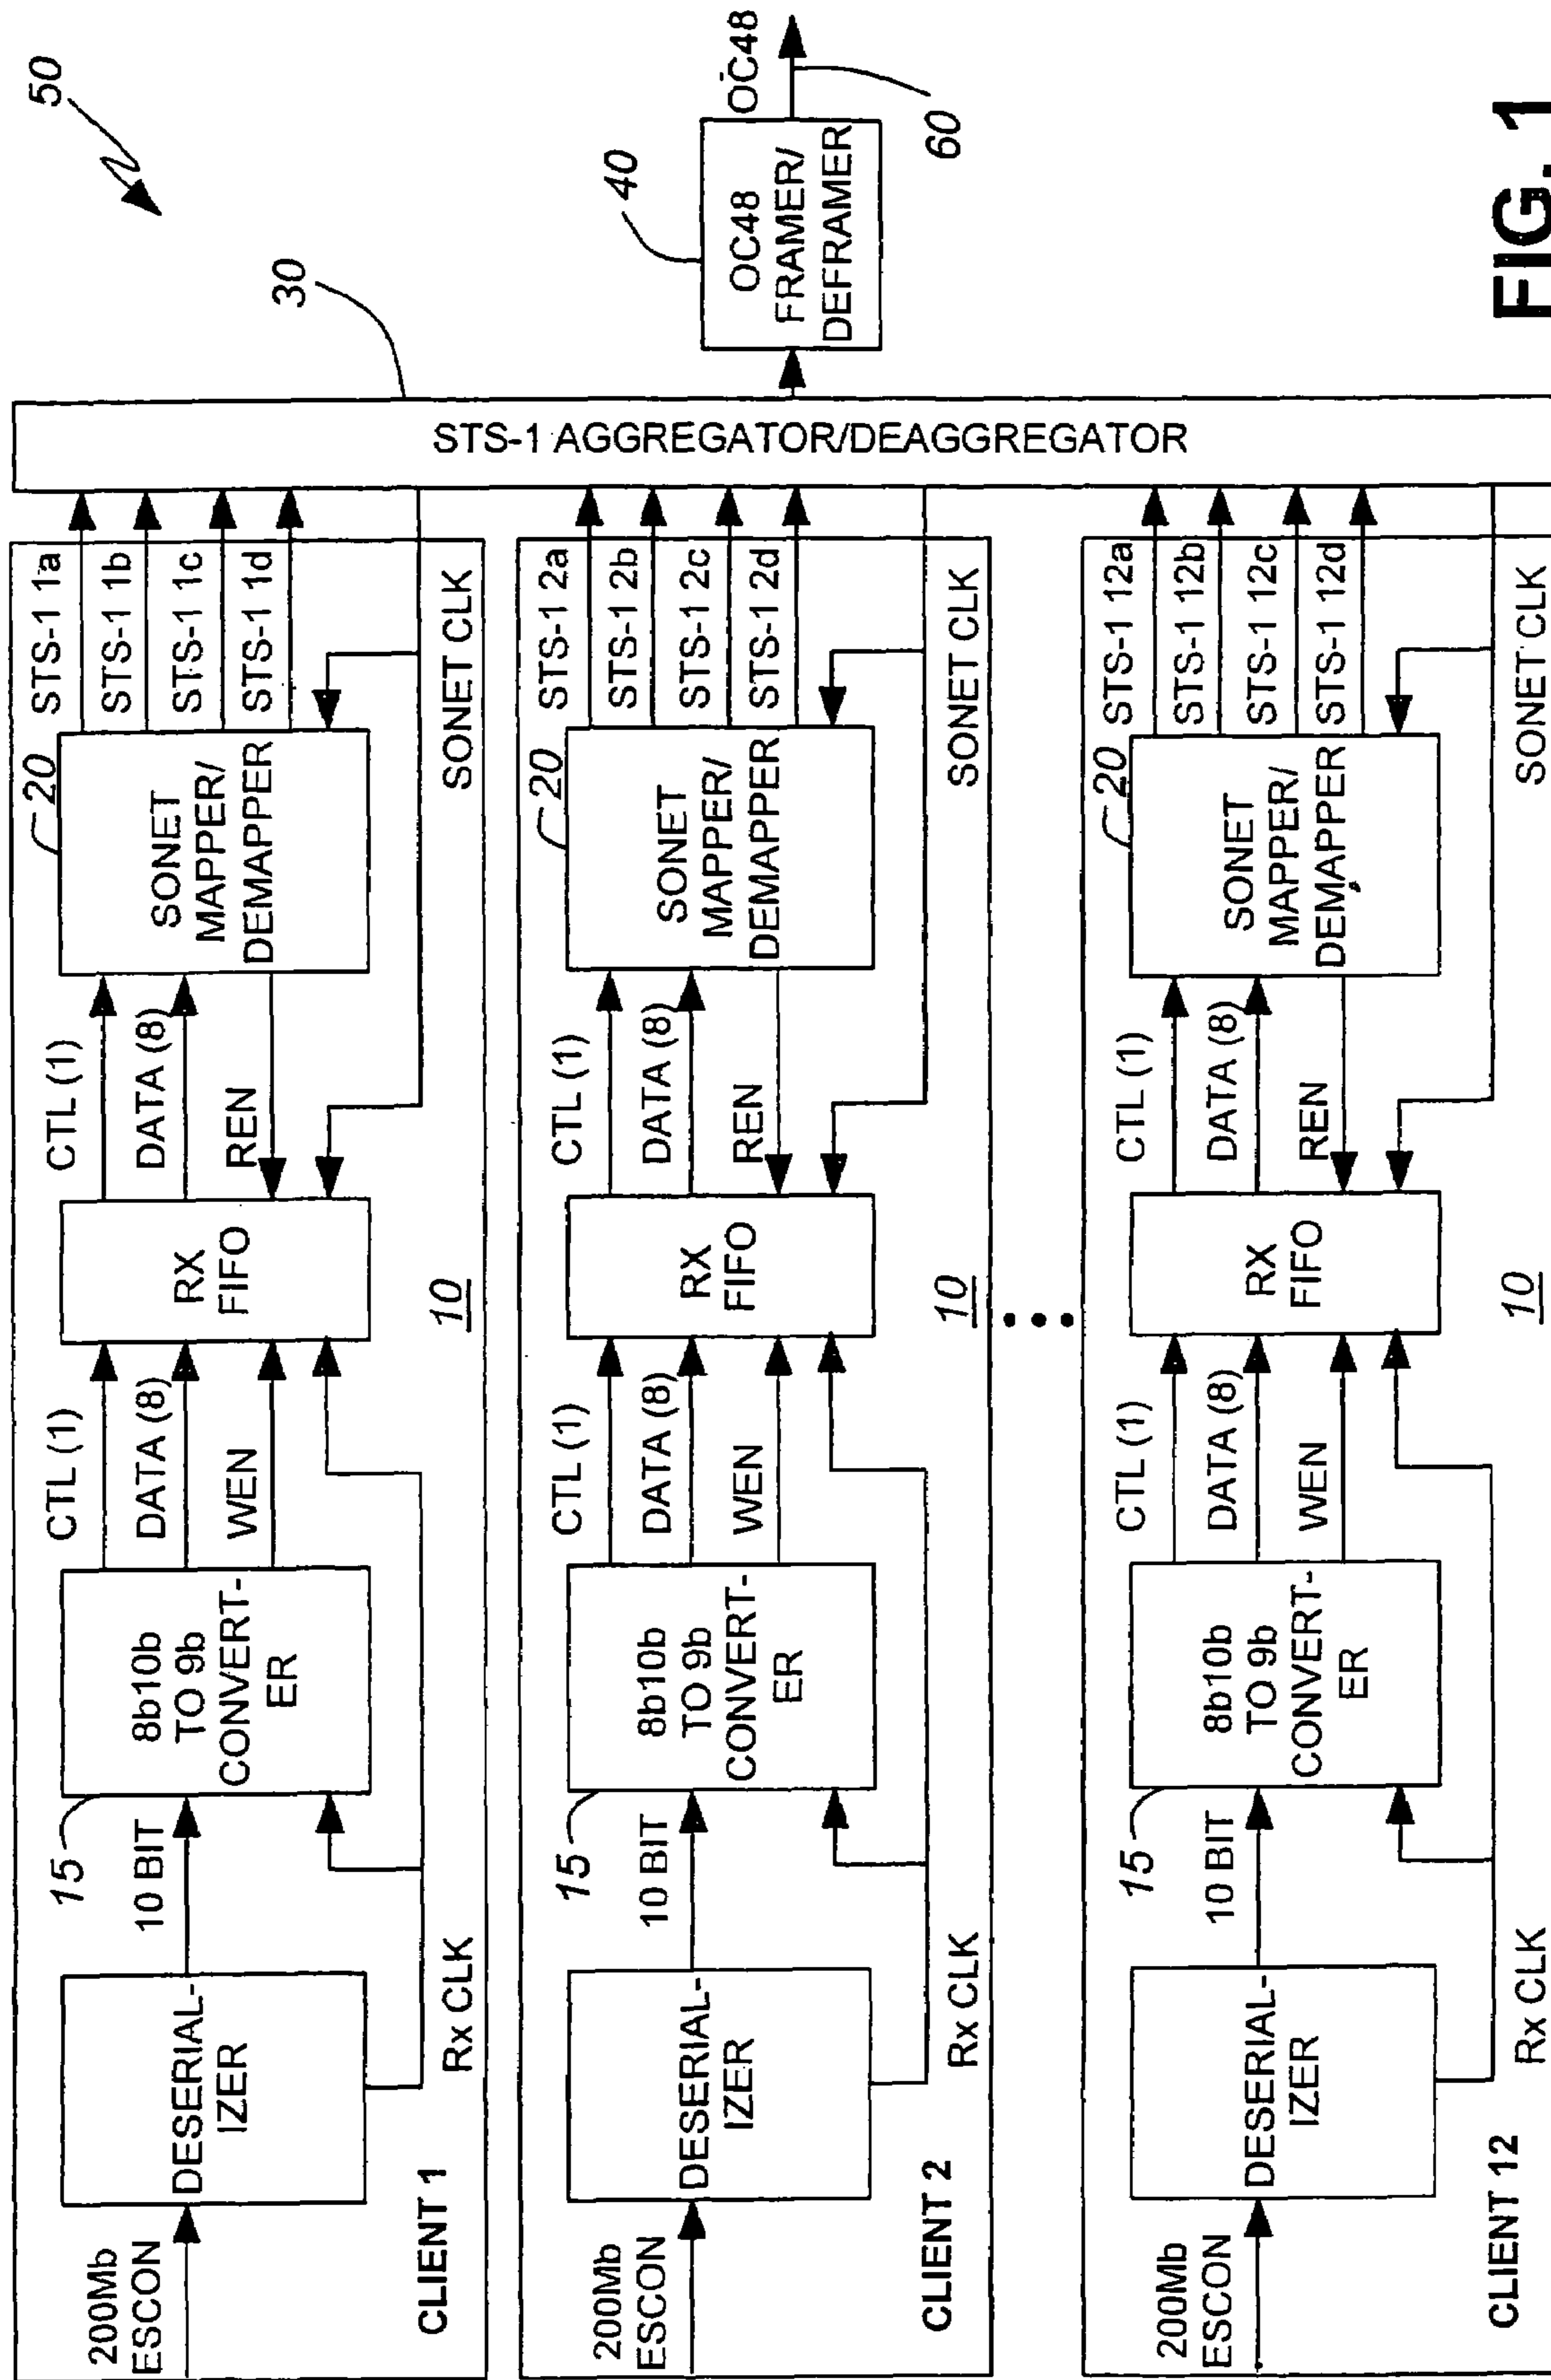 50
CLIENT 1
200Mb
ESCON
DESERIAL-
IZER
Rx CLK
10 BIT
15
8b10b
TO 9b
CONVERT-
ER
CTL (1)
DATA (8)
WEN
RX
FIFO
10
CTL (1)
DATA (8)
REN
20
SONET
MAPPER/
DEMAPPER
STS-1 1a
STS-1 1b
STS-1 1c
STS-1 1d
SONET CLK
CLIENT 2
200Mb
ESCON
DESERIAL-
IZER
Rx CLK
10 BIT
15
8b10b
TO 9b
CONVERT-
ER
CTL (1)
DATA (8)
WEN
RX
FIFO
10
CTL (1)
DATA (8)
REN
20
SONET
MAPPER/
DEMAPPER
STS-1 2a
STS-1 2b
STS-1 2c
STS-1 2d
SONET CLK
CLIENT 12
200Mb
ESCON
DESERIAL-
IZER
Rx CLK
10 BIT
15
8b10b
TO 9b
CONVERT-
ER
CTL (1)
DATA (8)
WEN
RX
FIFO
10
CTL (1)
DATA (8)
REN
20
SONET
MAPPER/
DEMAPPER
STS-1 12a
STS-1 12b
STS-1 12c
STS-1 12d
SONET CLK
30
STS-1 AGGREGATOR/DEAGGREGATOR
40
OC48
FRAMER/
DEFRAMER
OC48
60
FIG. 1